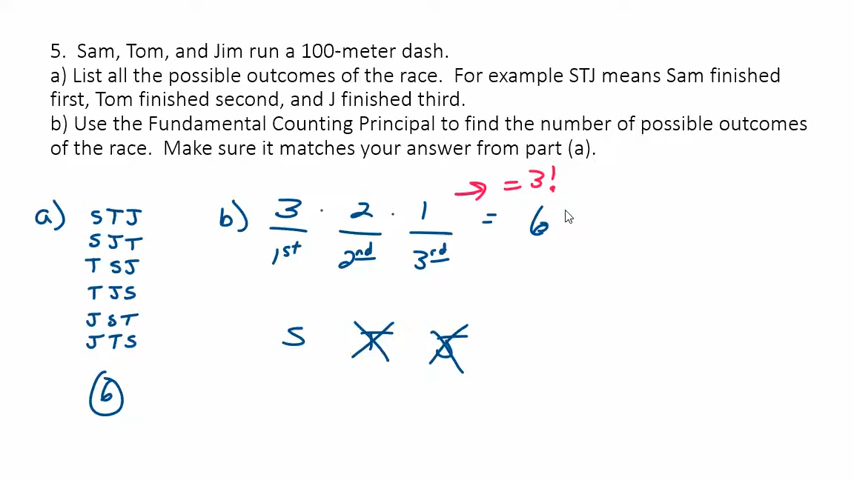 5. Sam, Tom, and Jim run a 100-meter dash.
a) List all the possible outcomes of the race. For example STJ means Sam finished
first, Tom finished second, and J finished third.
b) Use the Fundamental Counting Principal to find the number of possible outcomes
of the race. Make sure it matches your answer from part (a).
→ = 3!
a) STJ
SJT
TSJ
TJS
JST
JTS
6
b) 3 · 2 · 1 = 6
1st 2nd 3rd
S T J